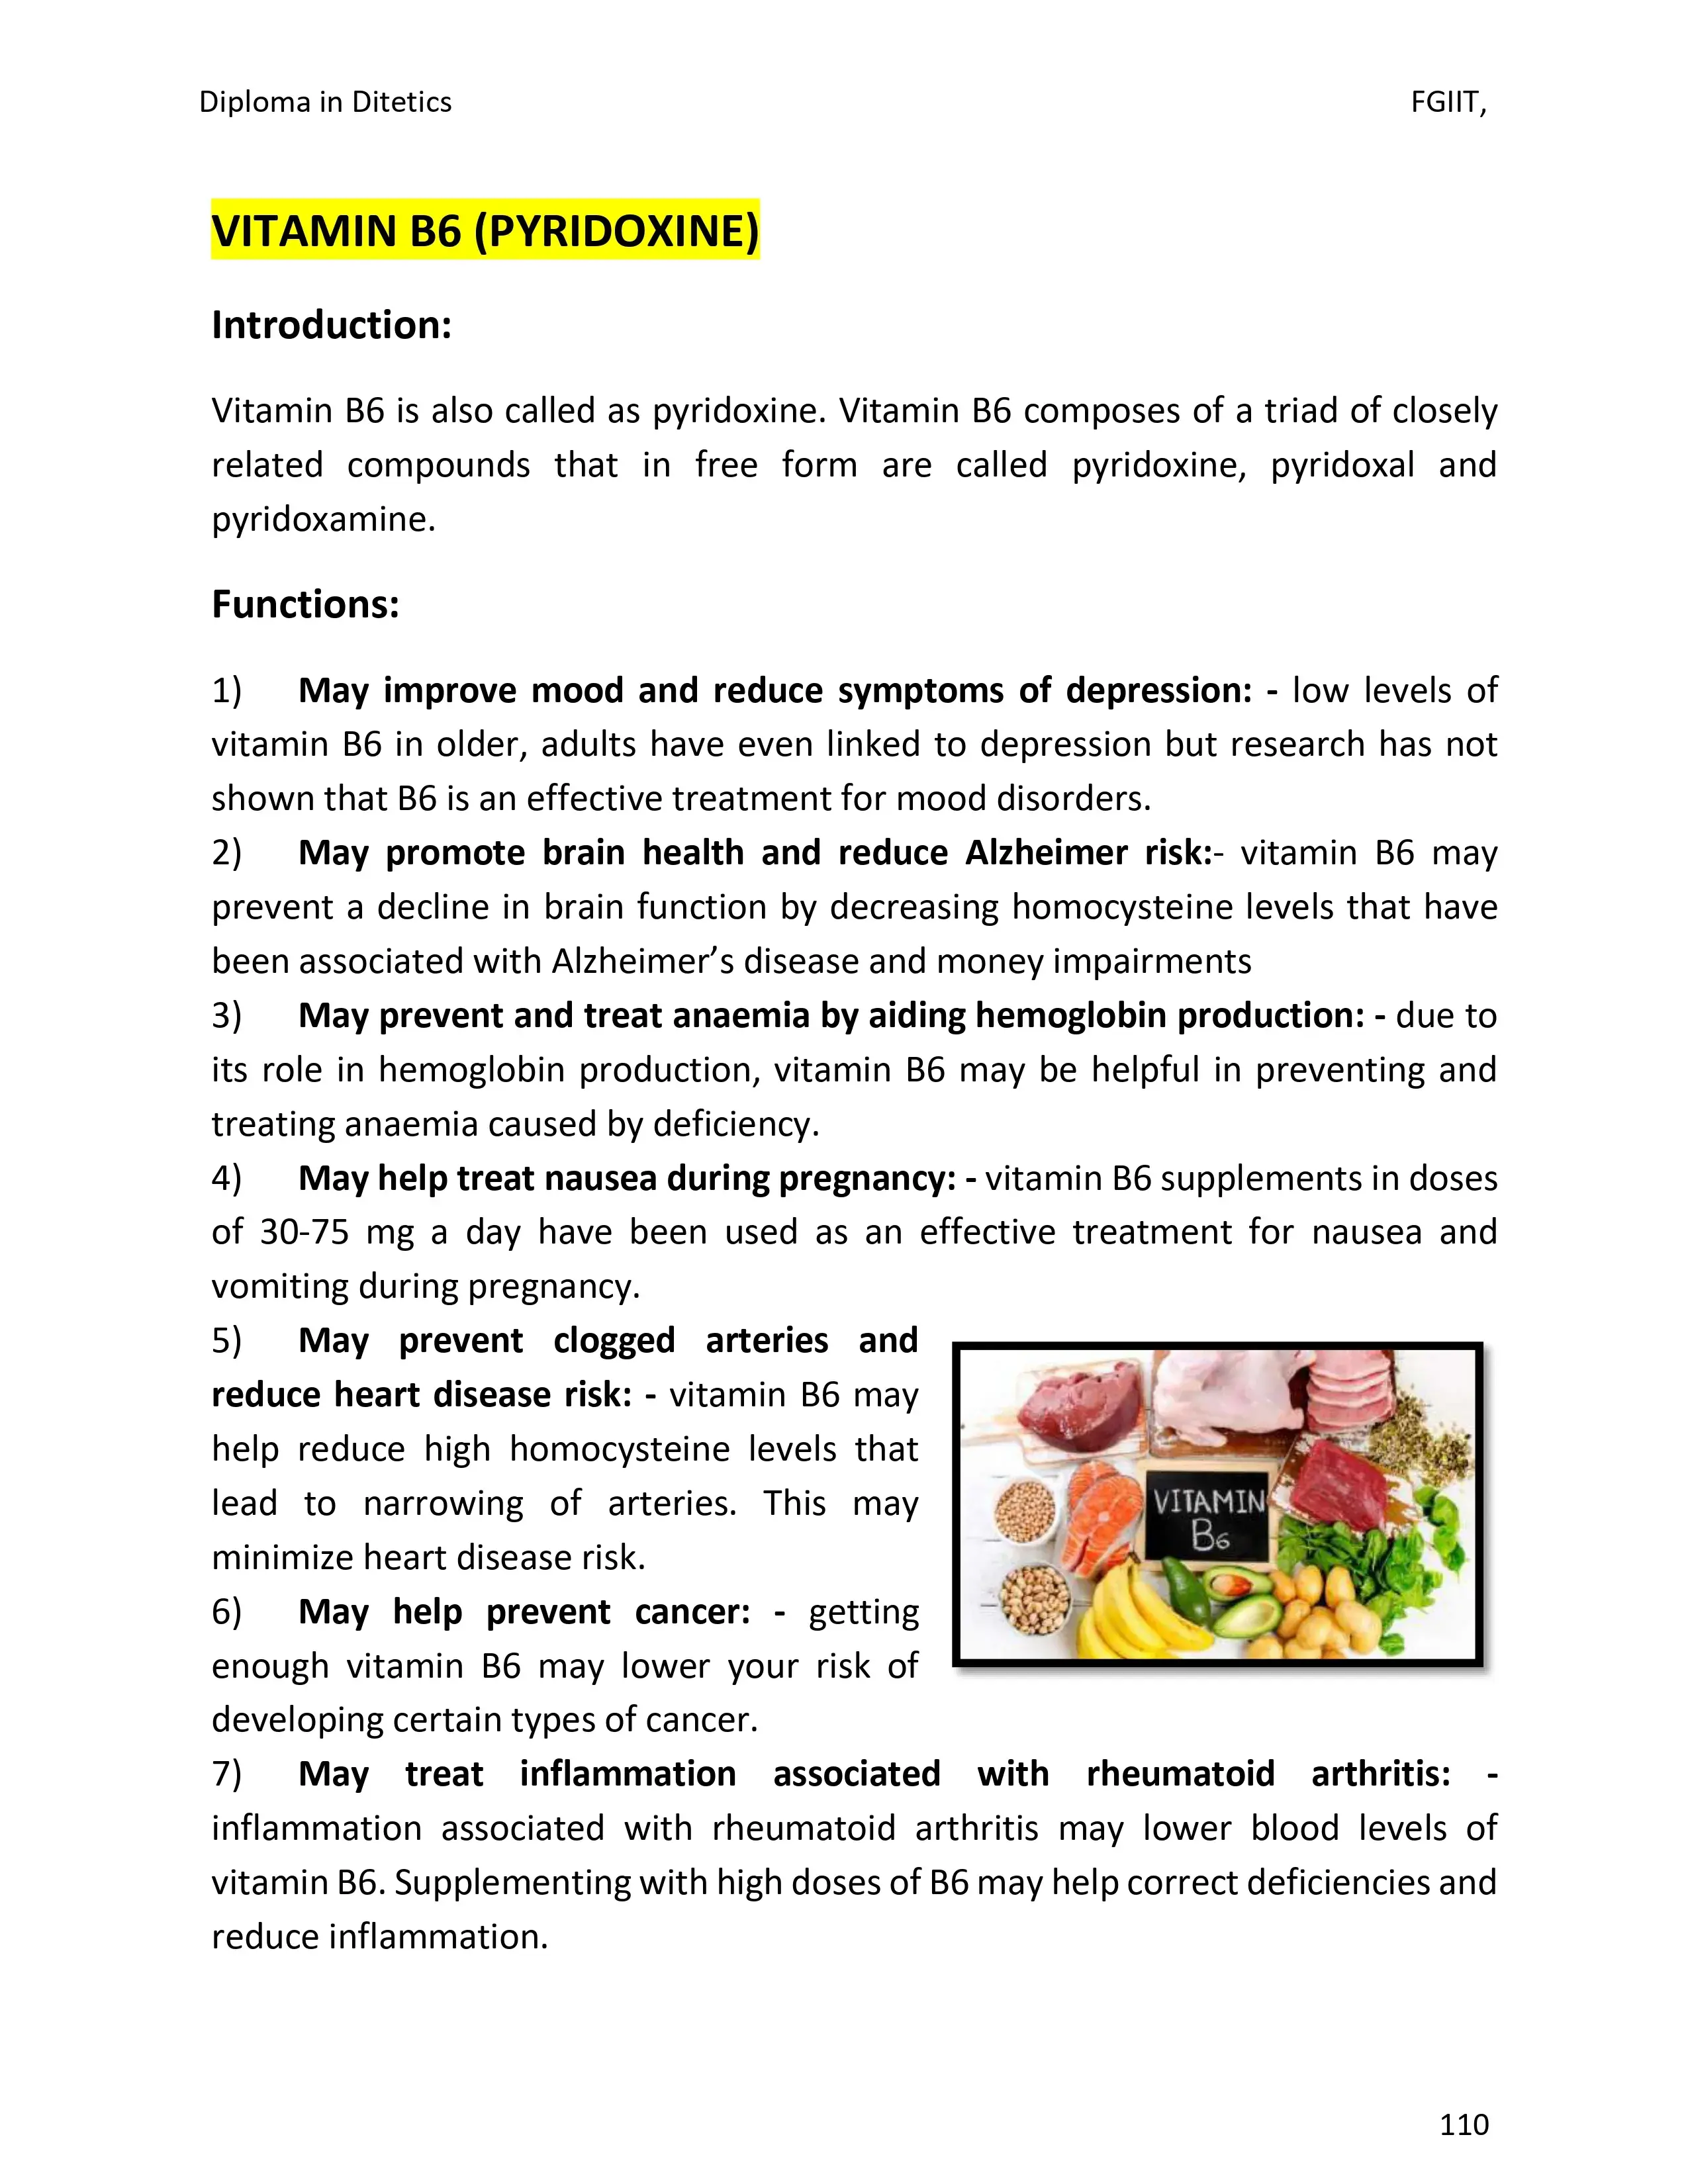 Diploma in Ditetics FGIIT,
VITAMIN B6 (PYRIDOXINE)
Introduction:
Vitamin B6 is also called as pyridoxine. Vitamin B6 composes of a triad of closely
related compounds that in free form are called pyridoxine, pyridoxal and
pyridoxamine.
Functions:
1) May improve mood and reduce symptoms of depression: - low levels of
vitamin B6 in older, adults have even linked to depression but research has not
shown that B6 is an effective treatment for mood disorders.
2) May promote brain health and reduce Alzheimer risk:- vitamin B6 may
prevent a decline in brain function by decreasing homocysteine levels that have
been associated with Alzheimer’s disease and money impairments
3) May prevent and treat anaemia by aiding hemoglobin production: - due to
its role in hemoglobin production, vitamin B6 may be helpful in preventing and
treating anaemia caused by deficiency.
4) May help treat nausea during pregnancy: - vitamin B6 supplements in doses
of 30-75 mg a day have been used as an effective treatment for nausea and
vomiting during pregnancy.
5) May prevent clogged arteries and
reduce heart disease risk: - vitamin B6 may
help reduce high homocysteine levels that
lead to narrowing of arteries. This may
minimize heart disease risk.
6) May help prevent cancer: - getting
enough vitamin B6 may lower your risk of
developing certain types of cancer.
VITAMIN
B6
7) May treat inflammation associated with rheumatoid arthritis: -
inflammation associated with rheumatoid arthritis may lower blood levels of
vitamin B6. Supplementing with high doses of B6 may help correct deficiencies and
reduce inflammation.
110